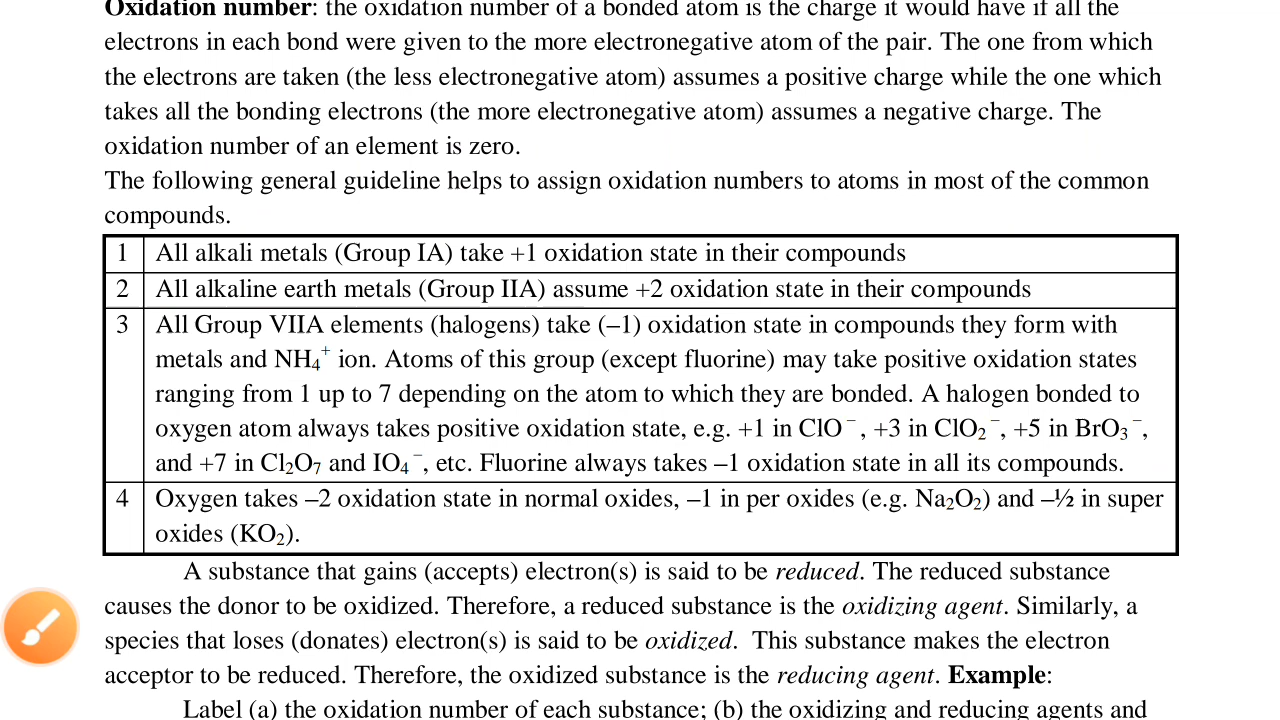 Oxidation number: the oxidation number of a bonded atom is the charge it would have if all the
electrons in each bond were given to the more electronegative atom of the pair. The one from which
the electrons are taken (the less electronegative atom) assumes a positive charge while the one which
takes all the bonding electrons (the more electronegative atom) assumes a negative charge. The
oxidation number of an element is zero.
The following general guideline helps to assign oxidation numbers to atoms in most of the common
compounds.
1 All alkali metals (Group IA) take +1 oxidation state in their compounds
2 All alkaline earth metals (Group IIA) assume +2 oxidation state in their compounds
3 All Group VIIA elements (halogens) take (–1) oxidation state in compounds they form with
metals and NH₄⁺ ion. Atoms of this group (except fluorine) may take positive oxidation states
ranging from 1 up to 7 depending on the atom to which they are bonded. A halogen bonded to
oxygen atom always takes positive oxidation state, e.g. +1 in ClO⁻, +3 in ClO₂⁻, +5 in BrO₃⁻,
and +7 in Cl₂O₇ and IO₄⁻, etc. Fluorine always takes –1 oxidation state in all its compounds.
4 Oxygen takes –2 oxidation state in normal oxides, –1 in per oxides (e.g. Na₂O₂) and –½ in super
oxides (KO₂).
A substance that gains (accepts) electron(s) is said to be reduced. The reduced substance
causes the donor to be oxidized. Therefore, a reduced substance is the oxidizing agent. Similarly, a
species that loses (donates) electron(s) is said to be oxidized. This substance makes the electron
acceptor to be reduced. Therefore, the oxidized substance is the reducing agent. Example:
Label (a) the oxidation number of each substance; (b) the oxidizing and reducing agents and